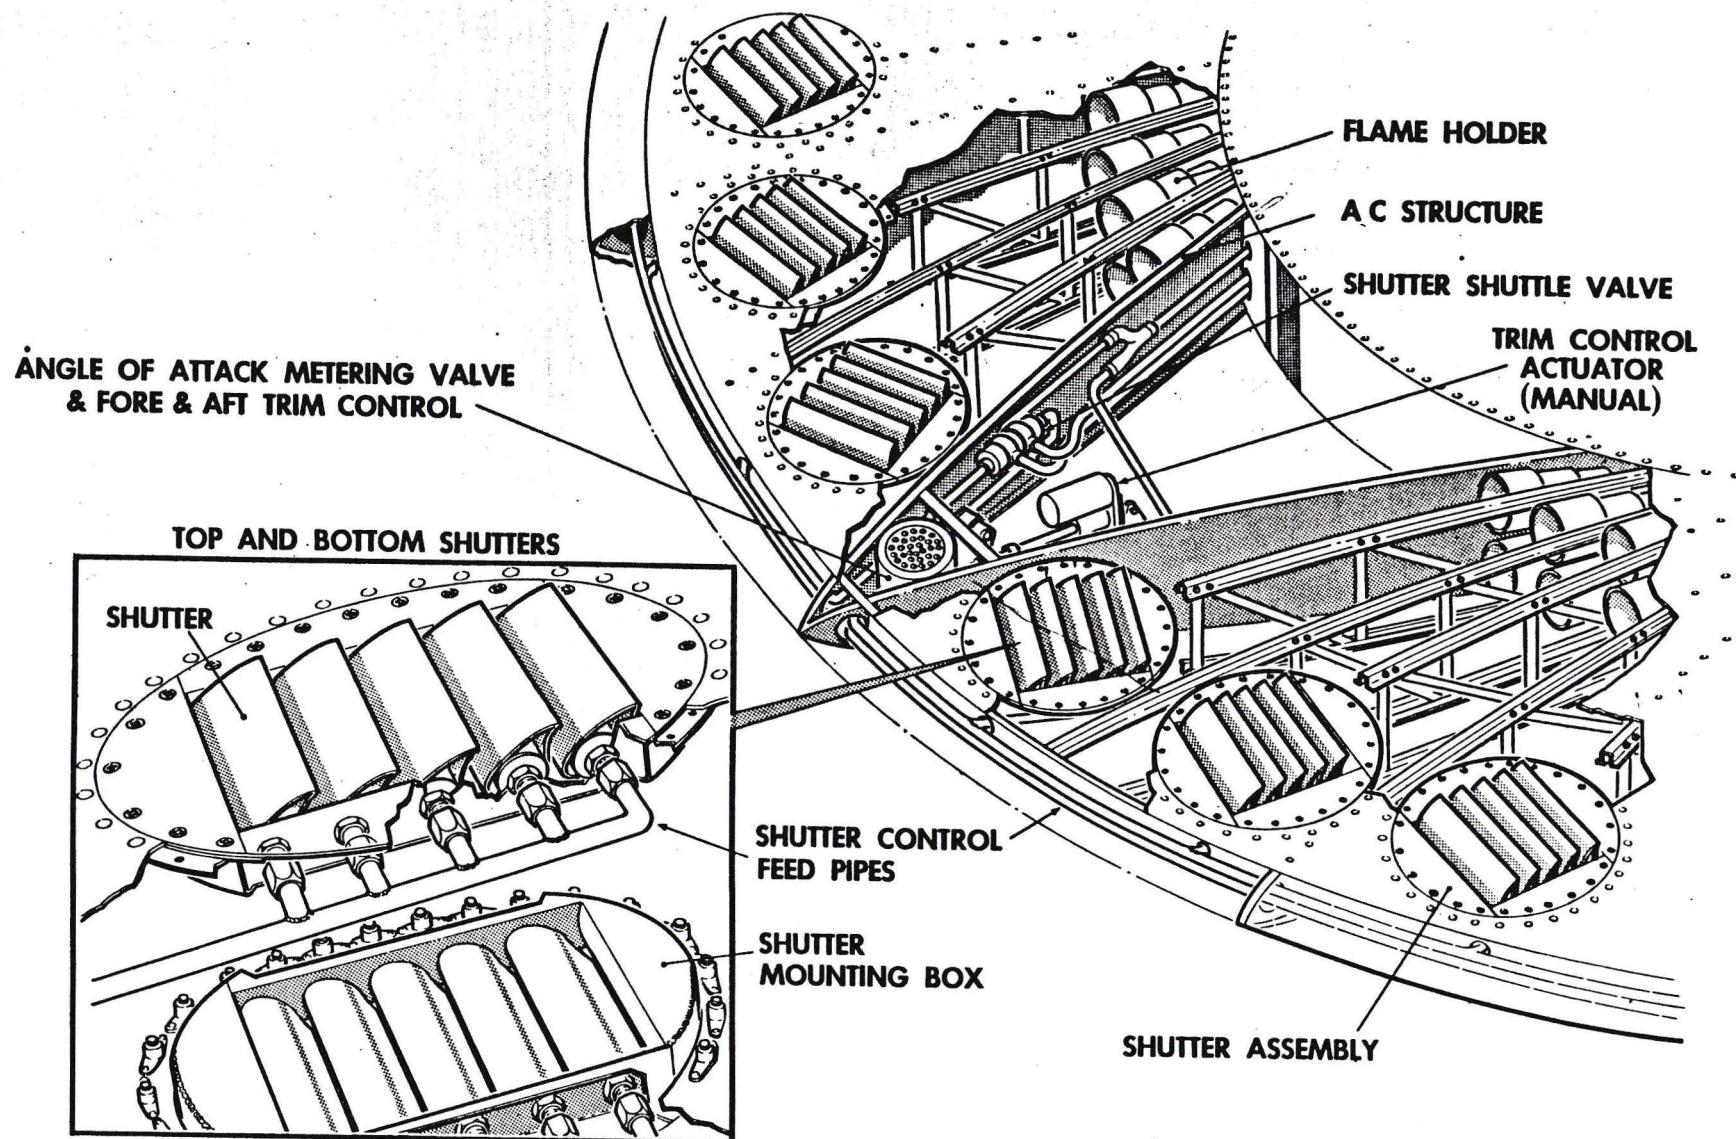 FLAME HOLDER
A C STRUCTURE
SHUTTER SHUTTLE VALVE
TRIM CONTROL
ACTUATOR
(MANUAL)
ANGLE OF ATTACK METERING VALVE
& FORE & AFT TRIM CONTROL
TOP AND BOTTOM SHUTTERS
SHUTTER
SHUTTER CONTROL
FEED PIPES
SHUTTER
MOUNTING BOX
SHUTTER ASSEMBLY